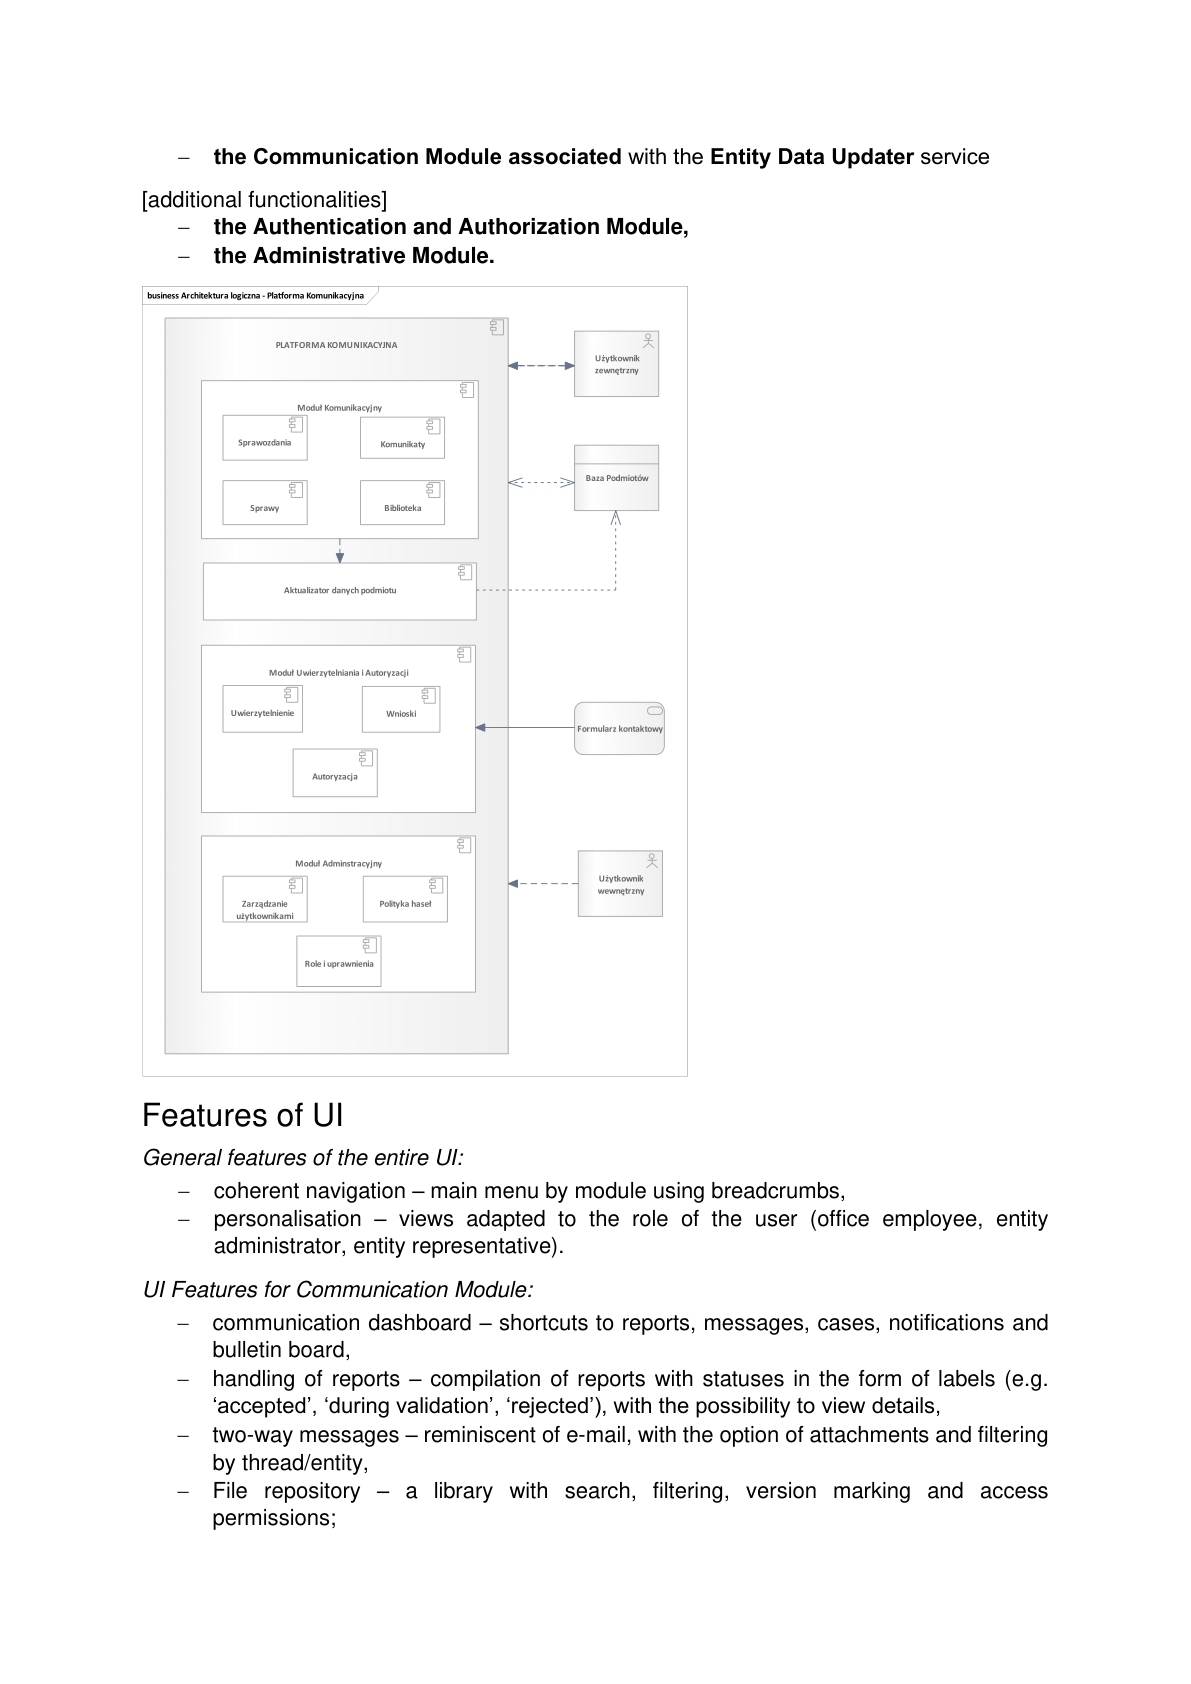 – the Communication Module associated with the Entity Data Updater service
[additional functionalities]
– the Authentication and Authorization Module,
– the Administrative Module.
business Architektura logiczna - Platforma Komunikacyjna
PLATFORMA KOMUNIKACYJNA
Użytkownik
zewnętrzny
Moduł Komunikacyjny
Sprawozdania
Komunikaty
Baza Podmiotów
Sprawy
Biblioteka
Aktualizator danych podmiotu
Moduł Uwierzytelniania i Autoryzacji
Uwierzytelnienie
Wnioski
Formularz kontaktowy
Autoryzacja
Moduł Adminstracyjny
Użytkownik
wewnętrzny
Zarządzanie
użytkownikami
Polityka haseł
Role i uprawnienia
Features of UI
General features of the entire UI:
– coherent navigation – main menu by module using breadcrumbs,
– personalisation – views adapted to the role of the user (office employee, entity
administrator, entity representative).
UI Features for Communication Module:
– communication dashboard – shortcuts to reports, messages, cases, notifications and
bulletin board,
– handling of reports – compilation of reports with statuses in the form of labels (e.g.
‘accepted’, ‘during validation’, ‘rejected’), with the possibility to view details,
– two-way messages – reminiscent of e-mail, with the option of attachments and filtering
by thread/entity,
– File repository – a library with search, filtering, version marking and access
permissions;